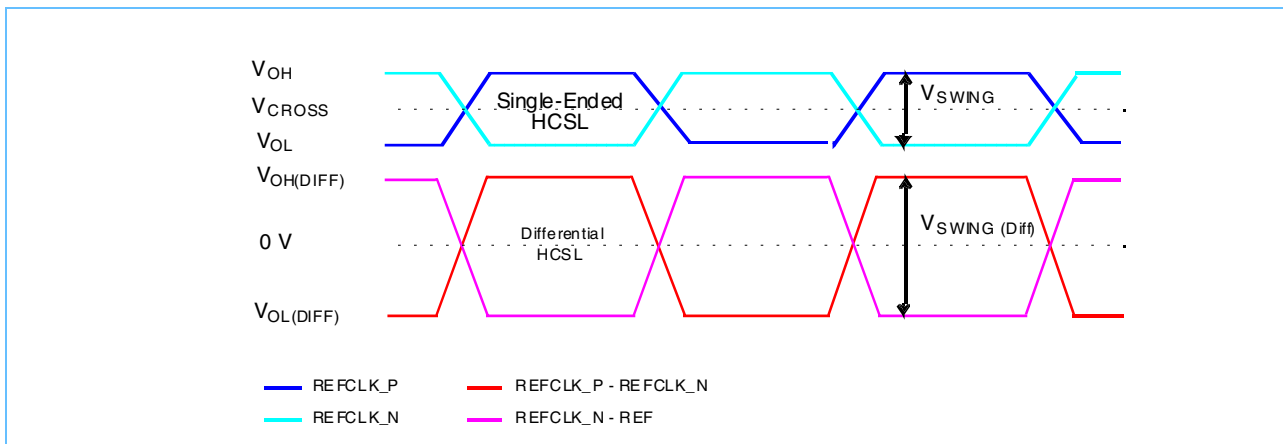 VOH
VCROSS
VOL
Single-Ended
HCSL
VSWING
VOH(DIFF)
0 V
VOL(DIFF)
Differential
HCSL
VSWING (Diff)
REFCLK_P
REFCLK_P - REFCLK_N
REFCLK_N
REFCLK_N - REF